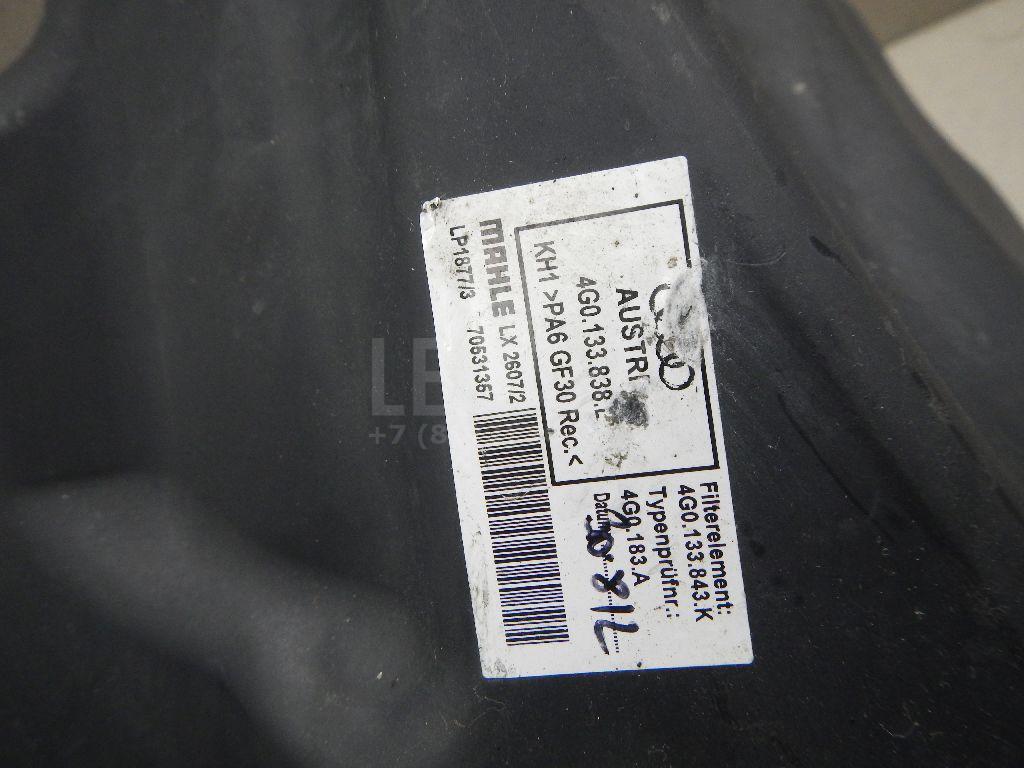 AUSTRI
4G0.133.838.L
KH1 >PA6 GF30 Rec.<
MAHLE LX 2607/2
LP1877/3 70531357
Filterelement:
4G0.133.843.K
Typenprüfnr.:
4G0.183.A